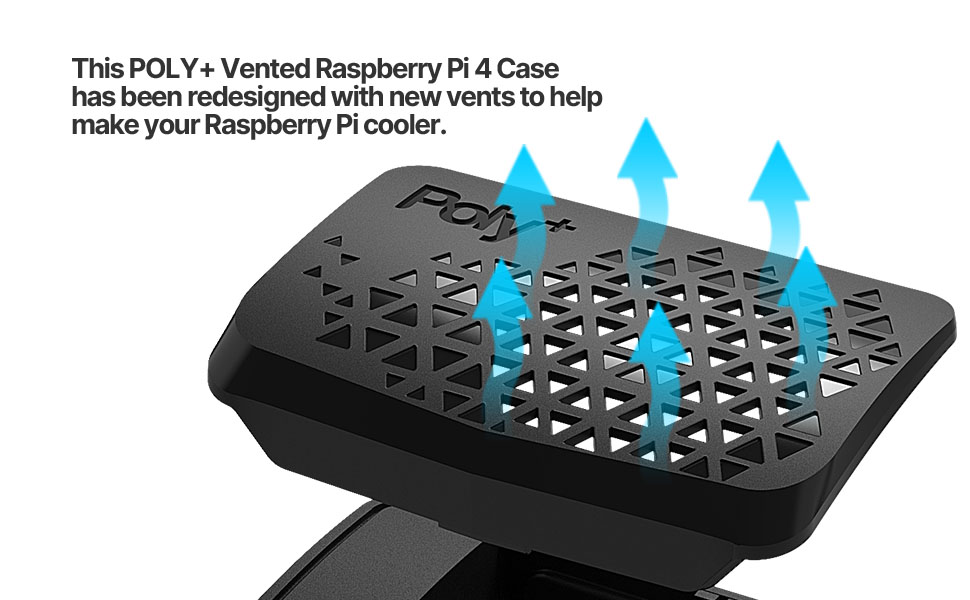 This POLY+ Vented Raspberry Pi 4 Case
has been redesigned with new vents to help
make your Raspberry Pi cooler.
Poly+